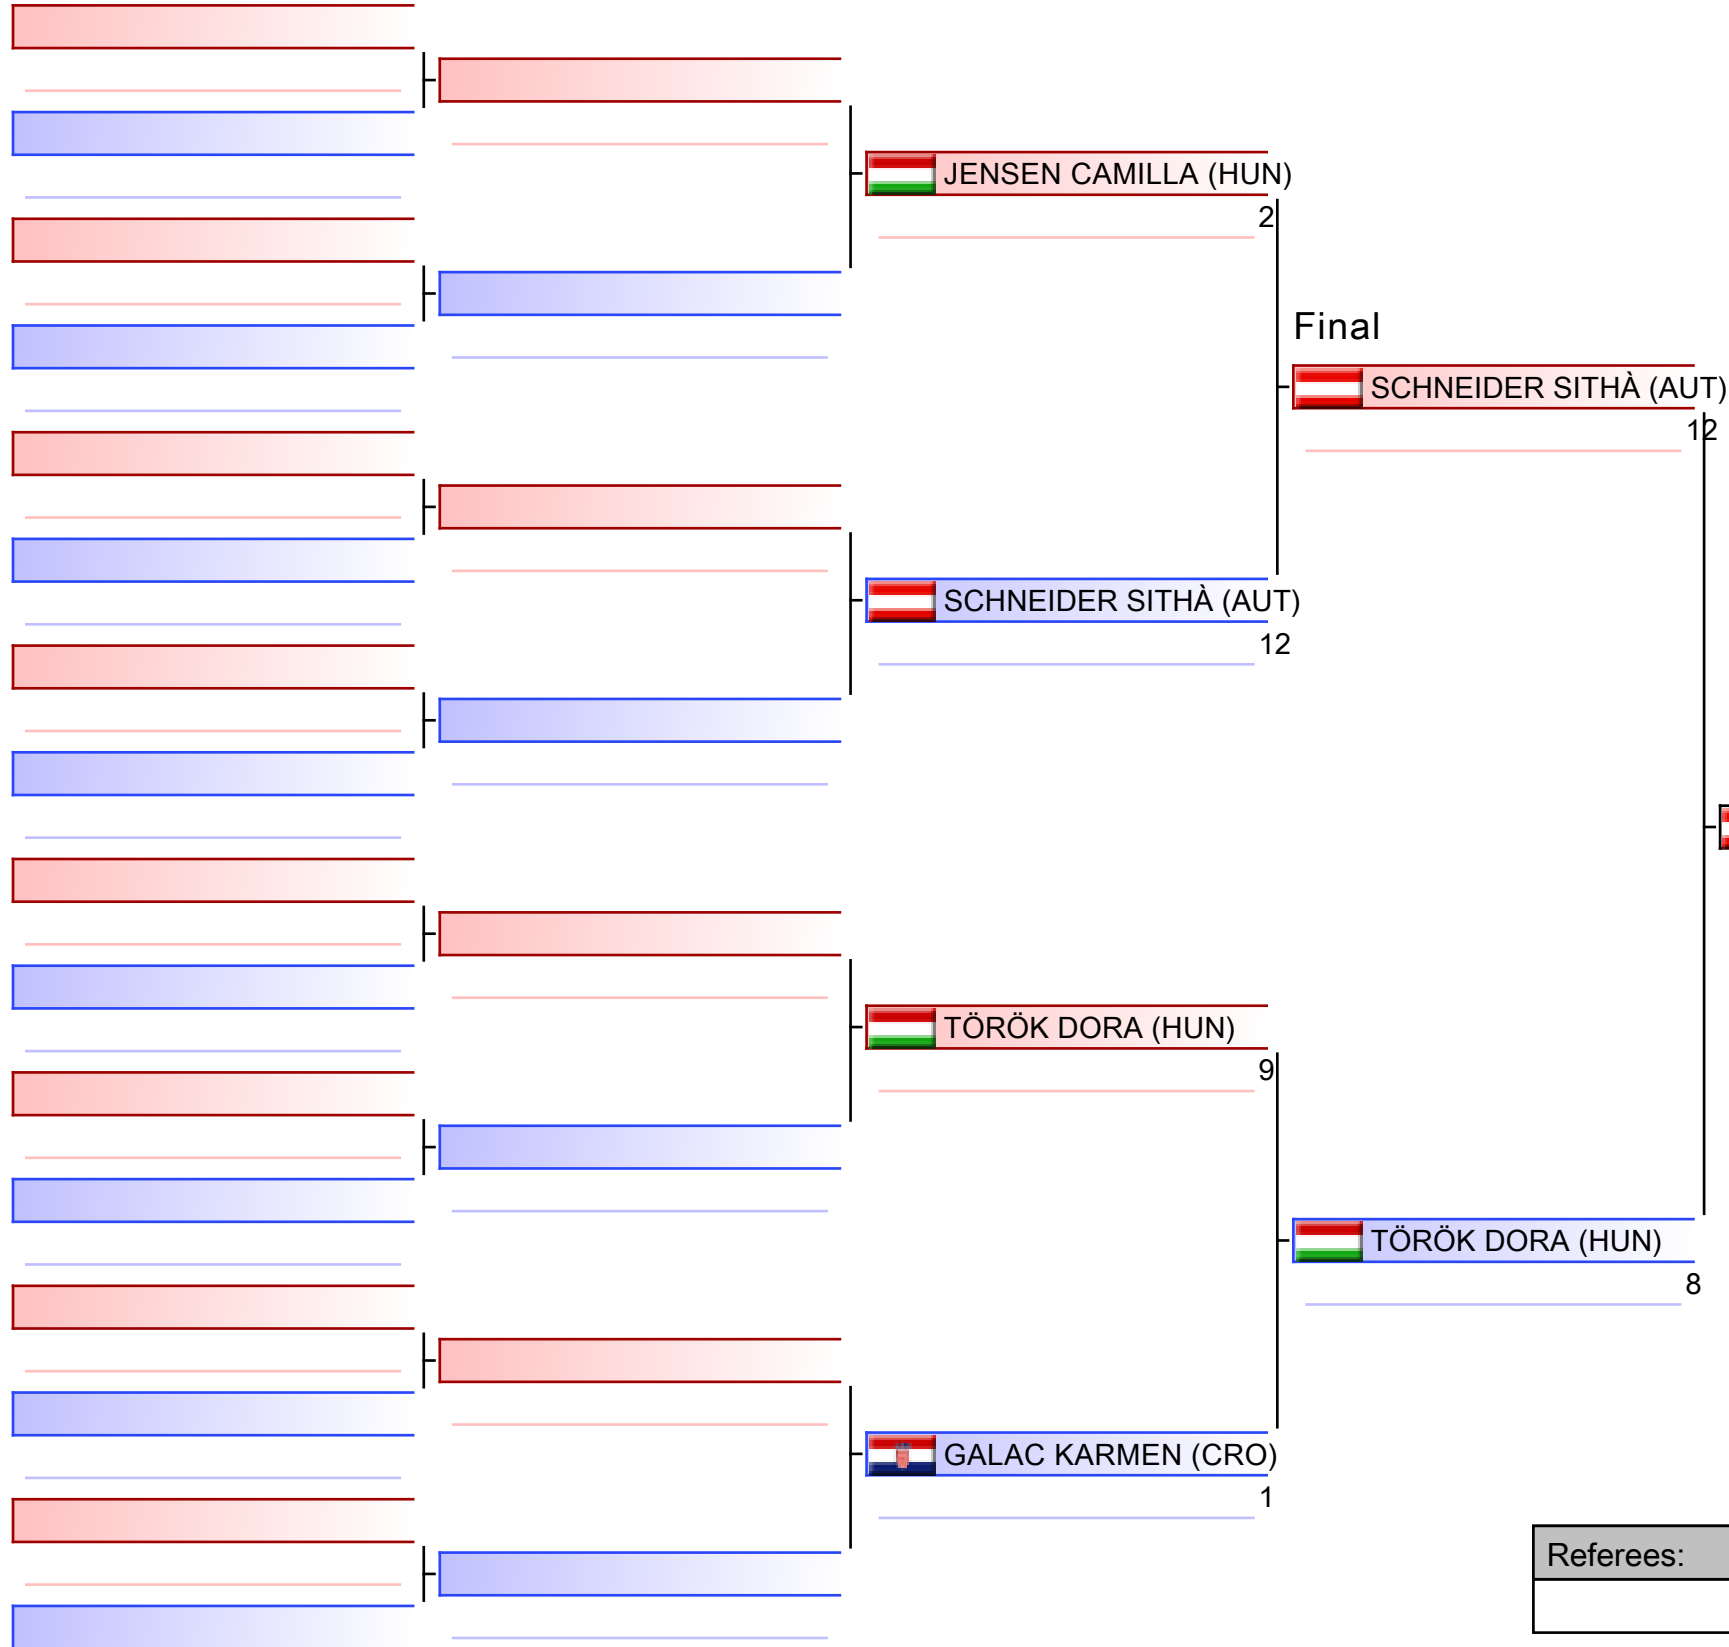 JENSEN CAMILLA (HUN)
2
Final
SCHNEIDER SITHÀ (AUT)
12
SCHNEIDER SITHÀ (AUT)
12
TÖRÖK DORA (HUN)
9
TÖRÖK DORA (HUN)
8
GALAC KARMEN (CRO)
1
Referees: